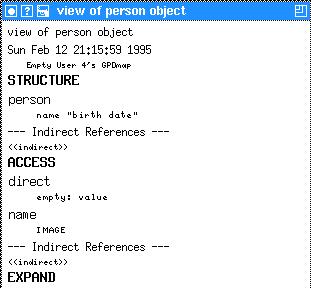 view of person object
view of person object
Sun Feb 12 21:15:59 1995
Empty User 4's GPDmap
STRUCTURE
person
name "birth date"
--- Indirect References ---
<<indirect>>
ACCESS
direct
empty: value
name
IMAGE
--- Indirect References ---
<<indirect>>
EXPAND